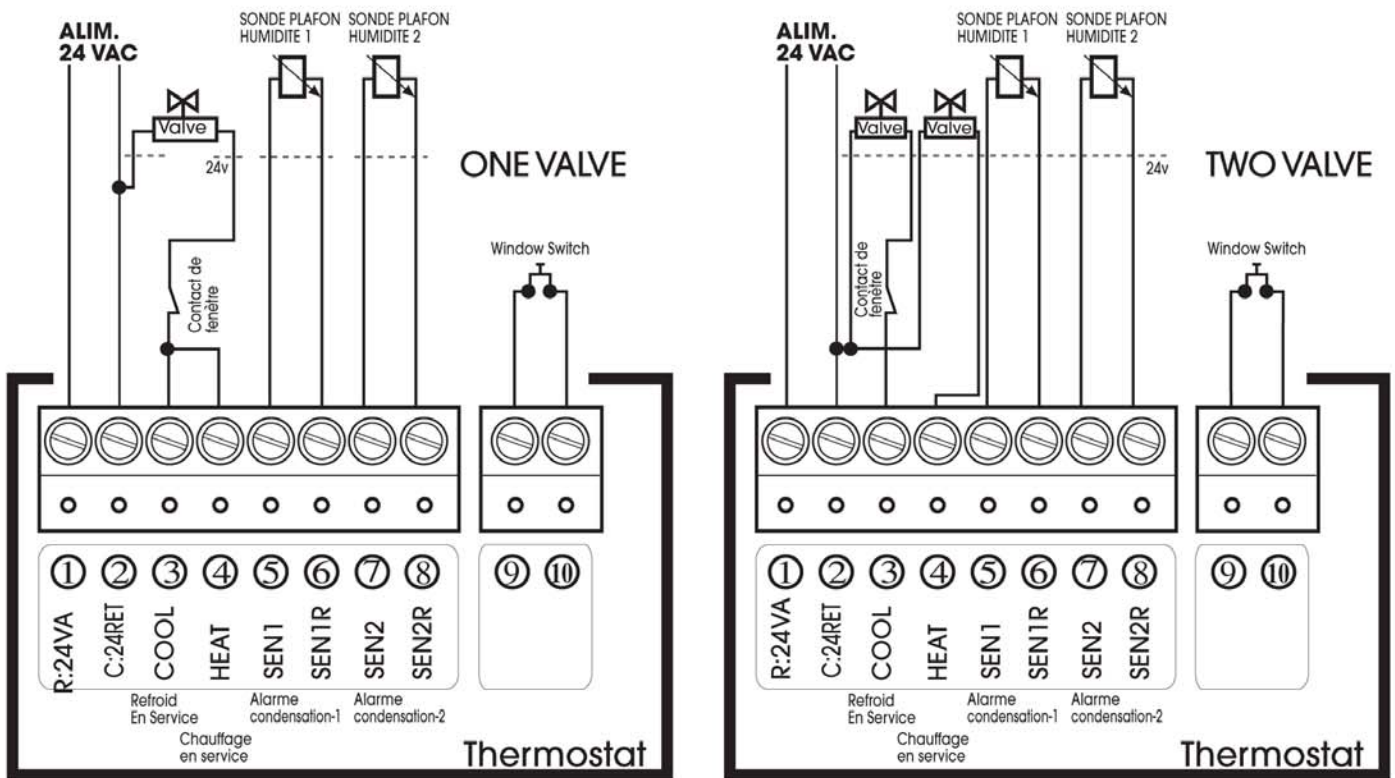 ALIM.
24 VAC
SONDE PLAFON
HUMIDITE 1
SONDE PLAFON
HUMIDITE 2
Valve
24v
ONE VALVE
Contact de
fenêtre
Window Switch
1
2
3
4
5
6
7
8
9
10
R:24VA
C:24RET
COOL
HEAT
SEN1
SEN1R
SEN2
SEN2R
Refroid
En Service
Alarme
condensation-1
Alarme
condensation-2
Chauffage
en service
Thermostat
ALIM.
24 VAC
SONDE PLAFON
HUMIDITE 1
SONDE PLAFON
HUMIDITE 2
Valve
Valve
24v
TWO VALVE
Contact de
fenêtre
Window Switch
1
2
3
4
5
6
7
8
9
10
R:24VA
C:24RET
COOL
HEAT
SEN1
SEN1R
SEN2
SEN2R
Refroid
En Service
Alarme
condensation-1
Alarme
condensation-2
Chauffage
en service
Thermostat